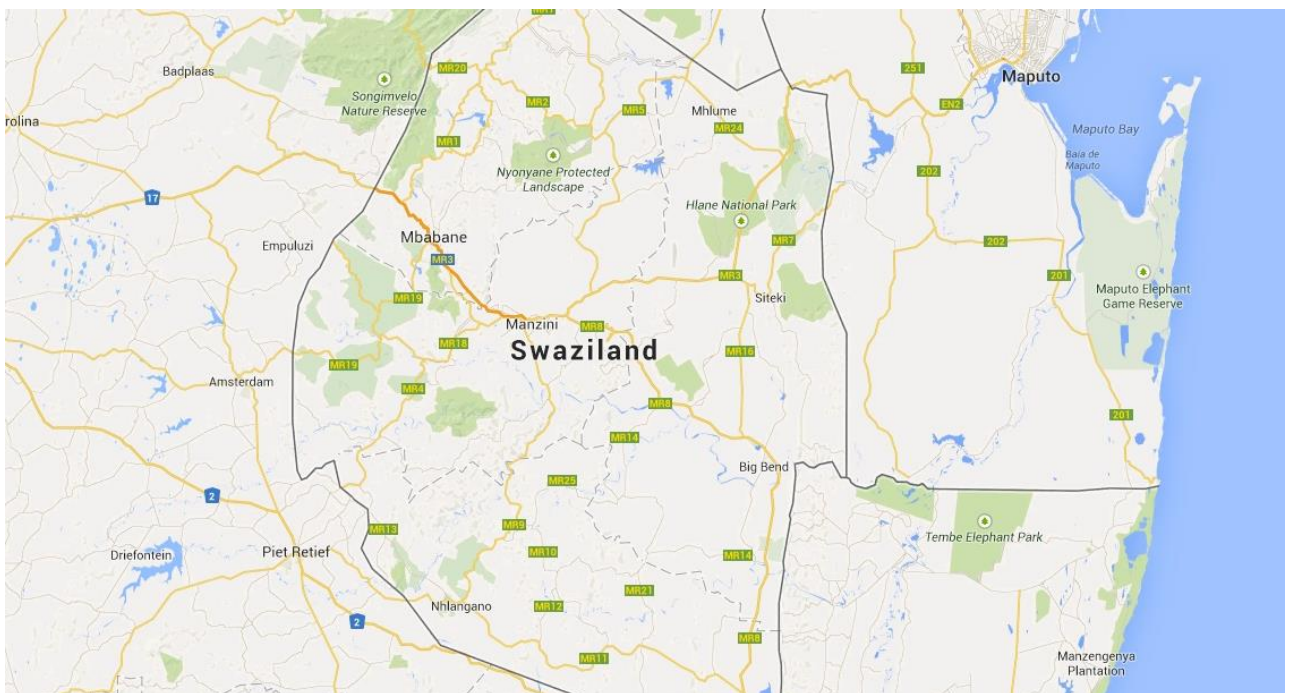 MR1
Badplaas
MR20
251
Maputo
Songimvelo
Nature Reserve
MR2
MR5
Mhlume
EN2
rolina
MR24
Maputo Bay
MR1
Baía de
Maputo
Nyonyane Protected
Landscape
202
17
Hlane National Park
Empuluzi
Mbabane
MR7
202
MR3
MR3
201
Maputo Elephant
Game Reserve
MR19
Siteki
Manzini
MR8
Swaziland
MR18
MR16
MR19
Amsterdam
MR4
MR8
201
MR14
Big Bend
MR25
2
MR9
MR13
Tembe Elephant Park
Driefontein
Piet Retief
MR10
MR14
MR21
Nhlangano
MR12
2
MR8
MR11
Manzengenya
Plantation